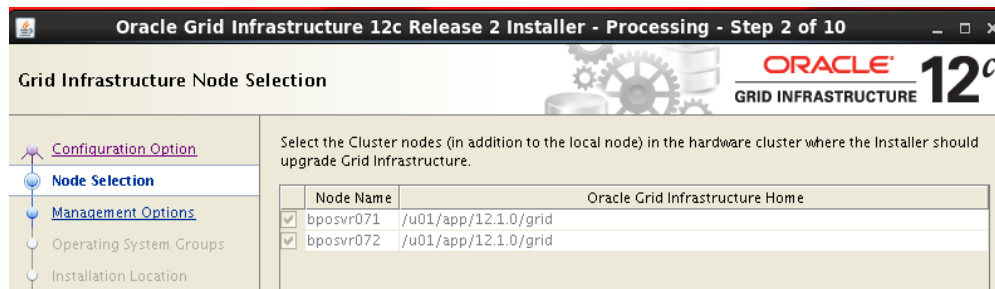 Oracle Grid Infrastructure 12c Release 2 Installer - Processing - Step 2 of 10
Grid Infrastructure Node Selection
ORACLE
GRID INFRASTRUCTURE
12c
Configuration Option
Node Selection
Management Options
Operating System Groups
Installation Location
Select the Cluster nodes (in addition to the local node) in the hardware cluster where the Installer should
upgrade Grid Infrastructure.
Node Name Oracle Grid Infrastructure Home
bposvr071 /u01/app/12.1.0/grid
bposvr072 /u01/app/12.1.0/grid